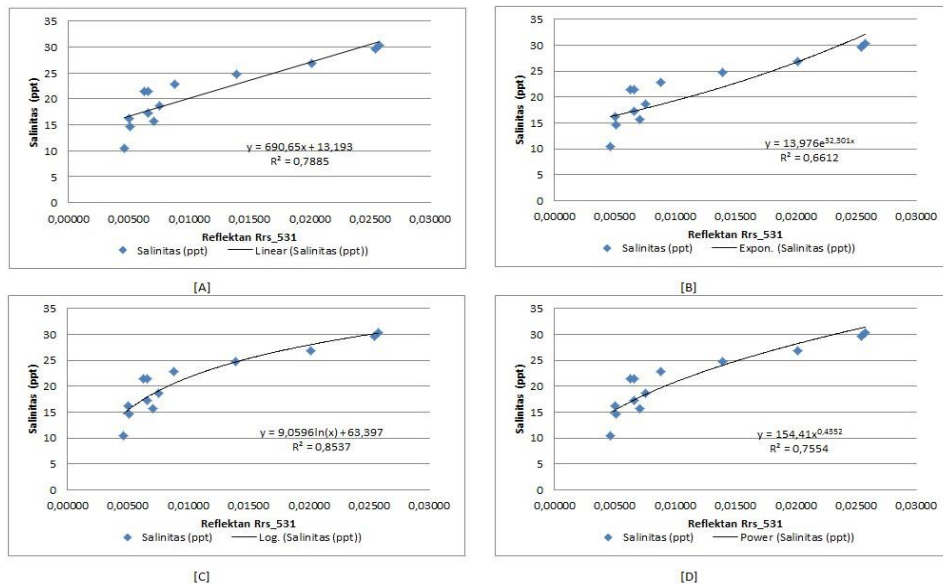 35
30
25
20
15
10
5
0
Salinitas (ppt)
y = 690,65x + 13,193
R² = 0,7885
0,00000 0,00500 0,01000 0,01500 0,02000 0,02500 0,03000
Reflektan Rrs_531
Salinitas (ppt) Linear (Salinitas (ppt))
[A]
35
30
25
20
15
10
5
0
Salinitas (ppt)
y = 13,976e^32,301x
R² = 0,6612
0,00000 0,00500 0,01000 0,01500 0,02000 0,02500 0,03000
Reflektan Rrs_531
Salinitas (ppt) Expon. (Salinitas (ppt))
[B]
35
30
25
20
15
10
5
0
Salinitas (ppt)
y = 9,0596ln(x) + 63,397
R² = 0,8537
0,00000 0,00500 0,01000 0,01500 0,02000 0,02500 0,03000
Reflektan Rrs_531
Salinitas (ppt) Log. (Salinitas (ppt))
[C]
35
30
25
20
15
10
5
0
Salinitas (ppt)
y = 154,41x^0,4352
R² = 0,7554
0,00000 0,00500 0,01000 0,01500 0,02000 0,02500 0,03000
Reflektan Rrs_531
Salinitas (ppt) Power (Salinitas (ppt))
[D]